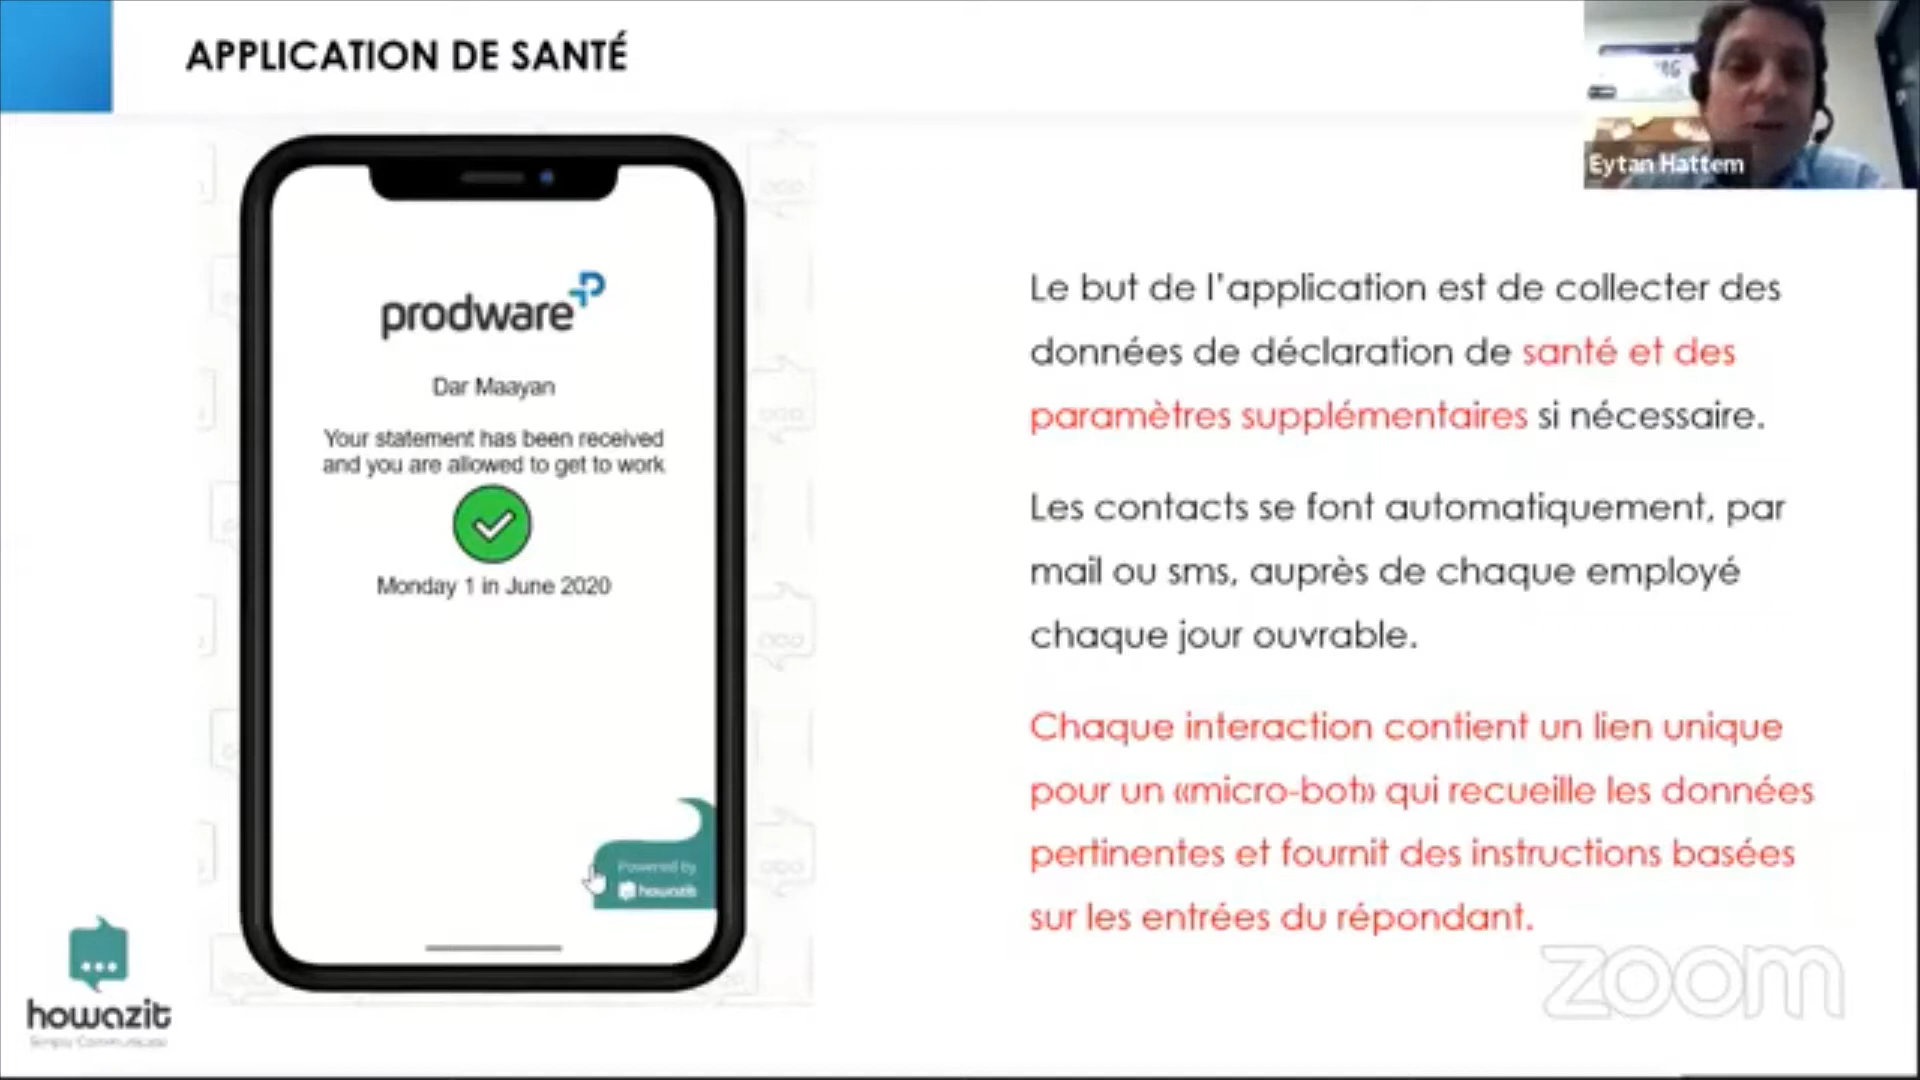 APPLICATION DE SANTÉ
Eytan Hattem
prodware
Dar Maayan
Your statement has been received
and you are allowed to get to work
Monday 1 in June 2020
Powered by
howazit
Le but de l'application est de collecter des
données de déclaration de santé et des
paramètres supplémentaires si nécessaire.
Les contacts se font automatiquement, par
mail ou sms, auprès de chaque employé
chaque jour ouvrable.
Chaque interaction contient un lien unique
pour un «micro-bot» qui recueille les données
pertinentes et fournit des instructions basées
sur les entrées du répondant.
howazit
Simply Communicate
zoom